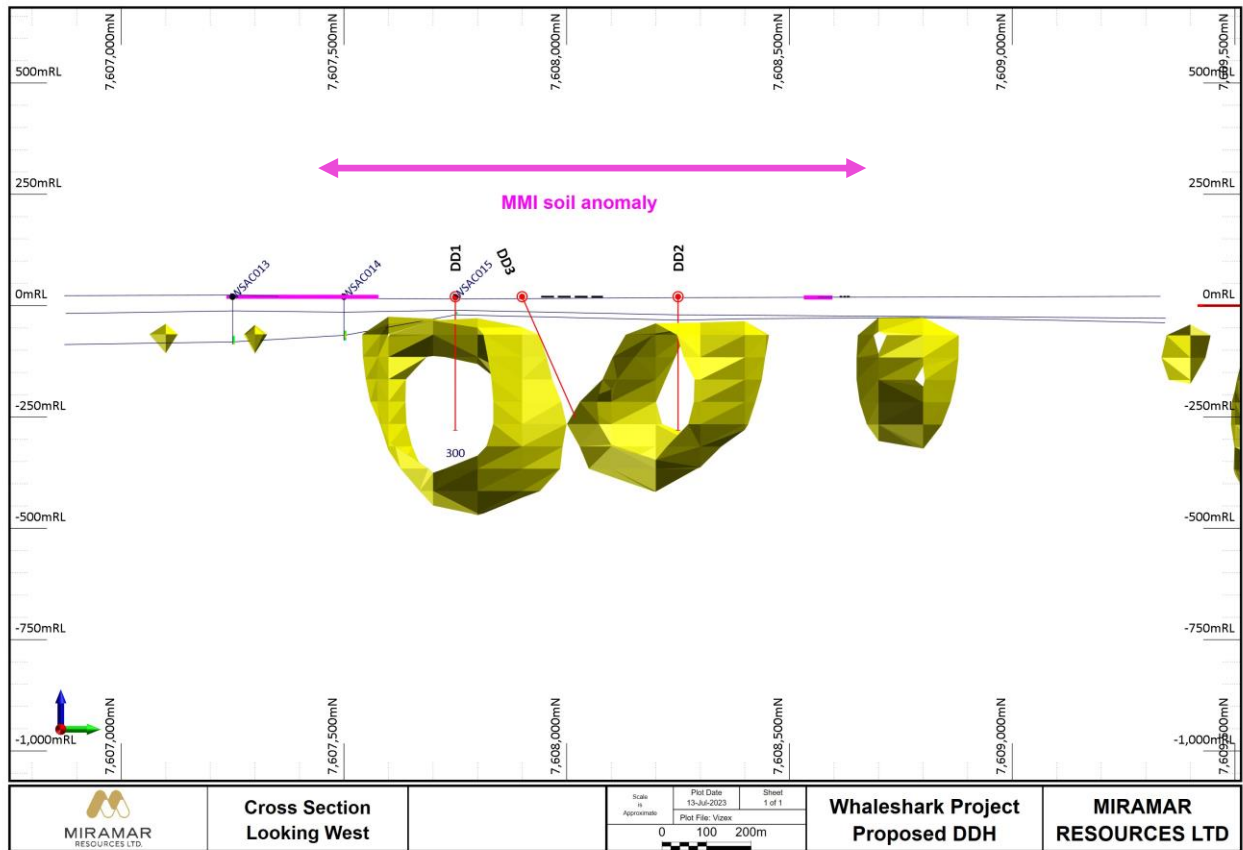 7,607,000mN
7,607,500mN
7,608,000mN
7,608,500mN
7,609,000mN
7,609,500mN
500mRL
500mRL
250mRL
250mRL
MMI soil anomaly
WSAC013
WSAC014
DD1
WSAC015
DD3
DD2
0mRL
0mRL
-250mRL
-250mRL
300
-500mRL
-500mRL
-750mRL
-750mRL
-1,000mRL
-1,000mRL
7,607,000mN
7,607,500mN
7,608,000mN
7,608,500mN
7,609,000mN
7,609,500mN
MIRAMAR
RESOURCES LTD.
Cross Section
Looking West
Scale
is
Approximate
Plot Date
13-Jul-2023
Sheet
1 of 1
Plot File: Vizex
0 100 200m
Whaleshark Project
Proposed DDH
MIRAMAR
RESOURCES LTD